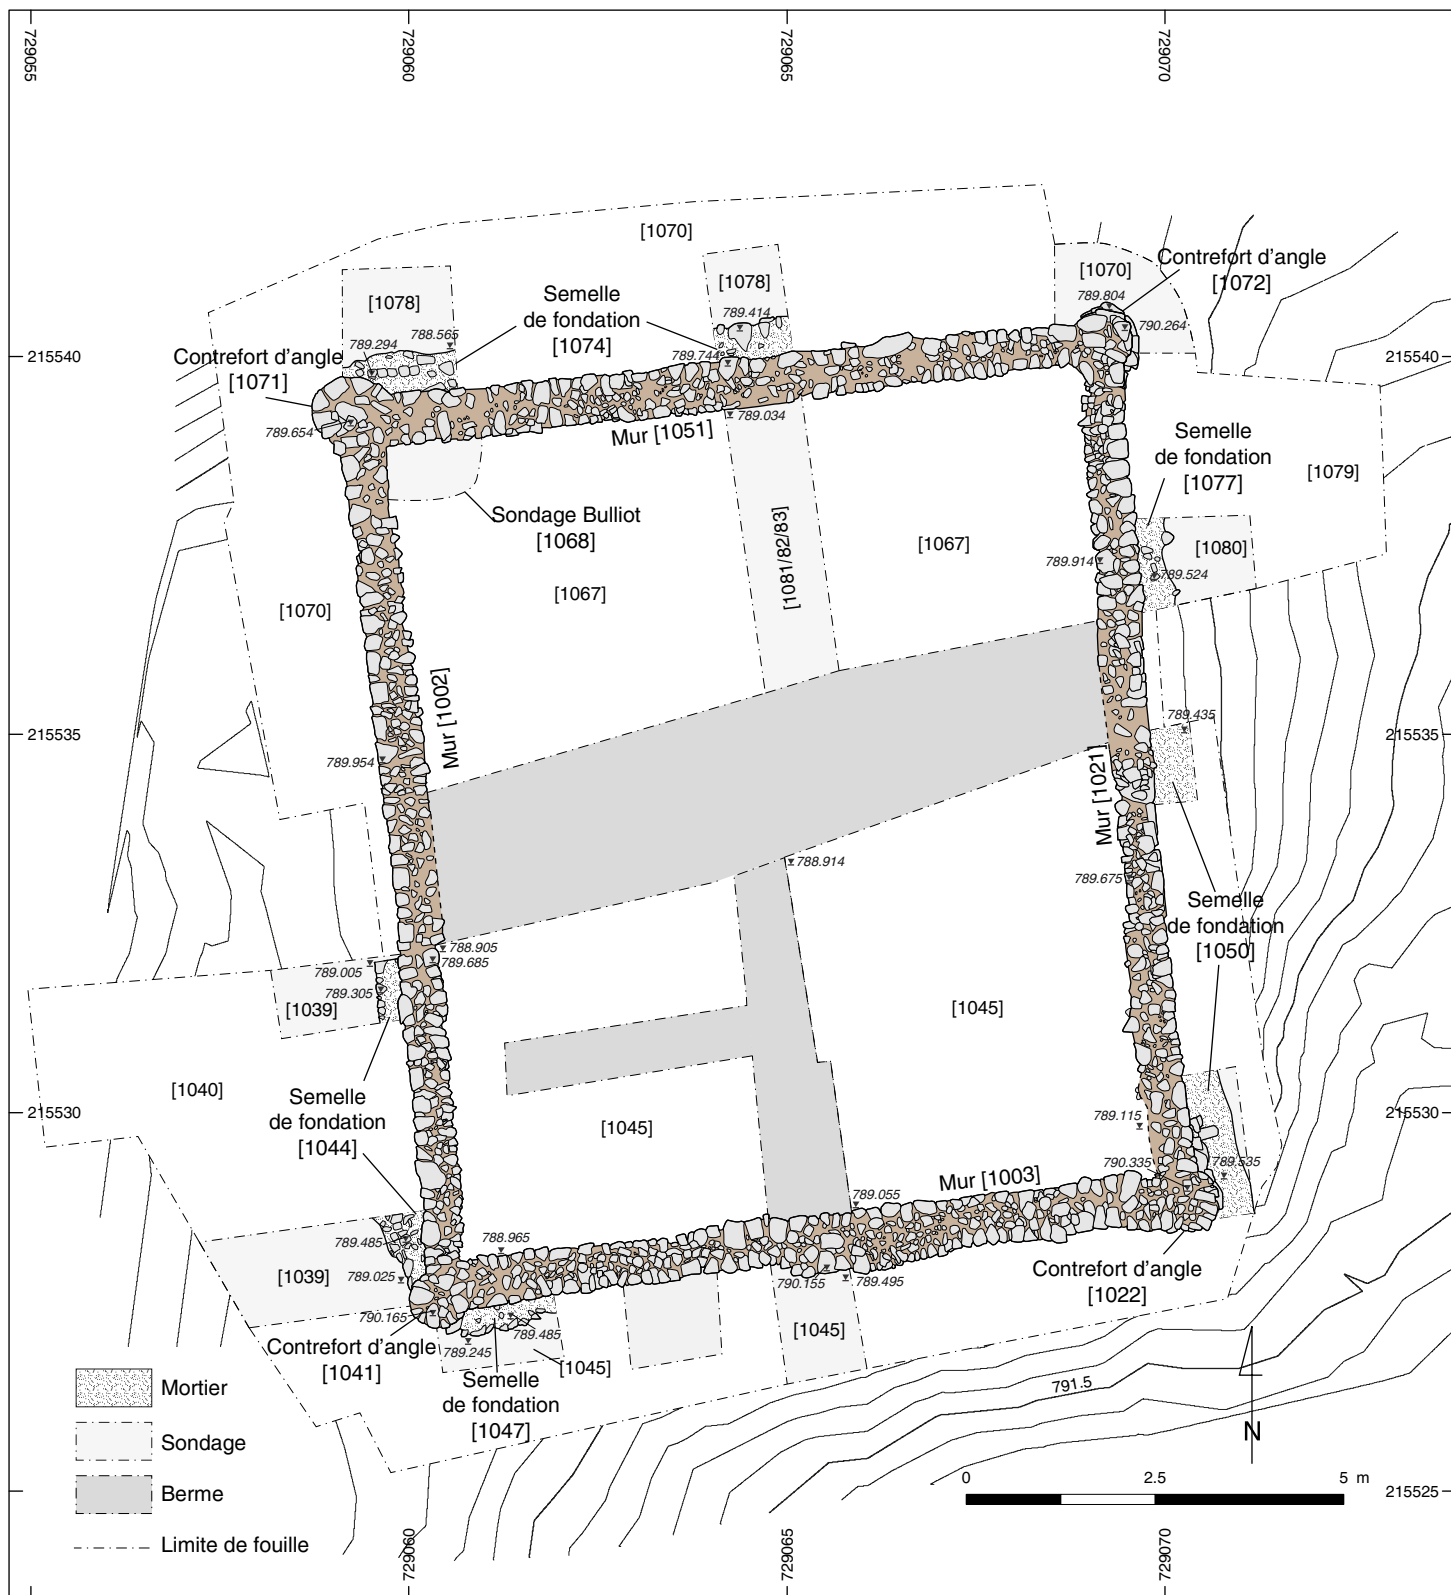 729055
729060
729065
729070
[1070]
[1070]
Contrefort d’angle
[1072]
[1078]
[1078]
789.804
790.264
Semelle
de fondation
[1074]
789.414
788.565
789.294
789.744
215540
215540
Contrefort d’angle
[1071]
789.654
789.034
Mur [1051]
Semelle
de fondation
[1077]
[1079]
Sondage Bulliot
[1068]
[1081/82/83]
[1067]
[1067]
[1080]
789.914
789.524
[1070]
Mur [1002]
789.435
215535
215535
789.954
Mur [1021]
788.914
789.675
Semelle
de fondation
[1050]
788.905
789.685
789.005
789.305
[1039]
[1045]
[1040]
Semelle
de fondation
[1044]
[1045]
215530
215530
789.115
790.335
789.535
Mur [1003]
789.055
788.965
789.485
789.025
[1039]
790.155
789.495
Contrefort d’angle
[1022]
790.165
789.485
789.245
[1045]
[1045]
Contrefort d’angle
[1041]
Semelle
de fondation
[1047]
791.5
Mortier
Sondage
Berme
Limite de fouille
N
0
2.5
5 m
215525
729060
729065
729070